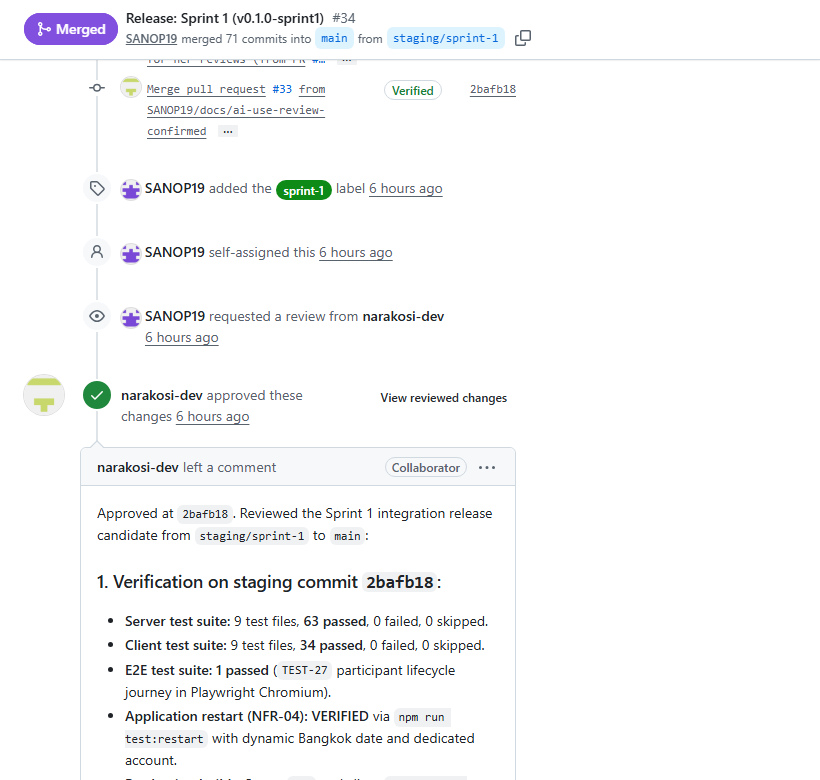 Merged
Release: Sprint 1 (v0.1.0-sprint1) #34
SANOP19 merged 71 commits into main from staging/sprint-1
for her reviews (from PR #…
Merge pull request #33 from
SANOP19/docs/ai-use-review-
confirmed …
Verified
2bafb18
SANOP19 added the sprint-1 label 6 hours ago
SANOP19 self-assigned this 6 hours ago
SANOP19 requested a review from narakosi-dev
6 hours ago
narakosi-dev approved these
changes 6 hours ago
View reviewed changes
narakosi-dev left a comment
Collaborator
Approved at 2bafb18. Reviewed the Sprint 1 integration release
candidate from staging/sprint-1 to main:
1. Verification on staging commit 2bafb18:
• Server test suite: 9 test files, 63 passed, 0 failed, 0 skipped.
• Client test suite: 9 test files, 34 passed, 0 failed, 0 skipped.
• E2E test suite: 1 passed (TEST-27 participant lifecycle
journey in Playwright Chromium).
• Application restart (NFR-04): VERIFIED via npm run
test:restart with dynamic Bangkok date and dedicated
account.